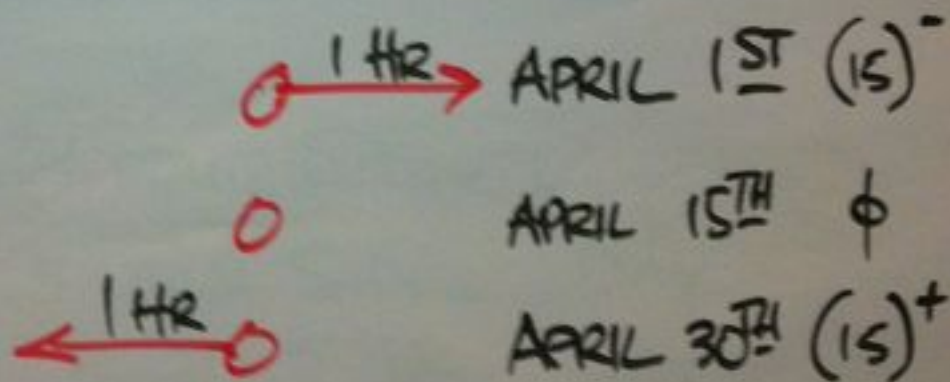 1 HR APRIL 1ST (15)-
APRIL 15TH ϕ
1 HR APRIL 30TH (15)+